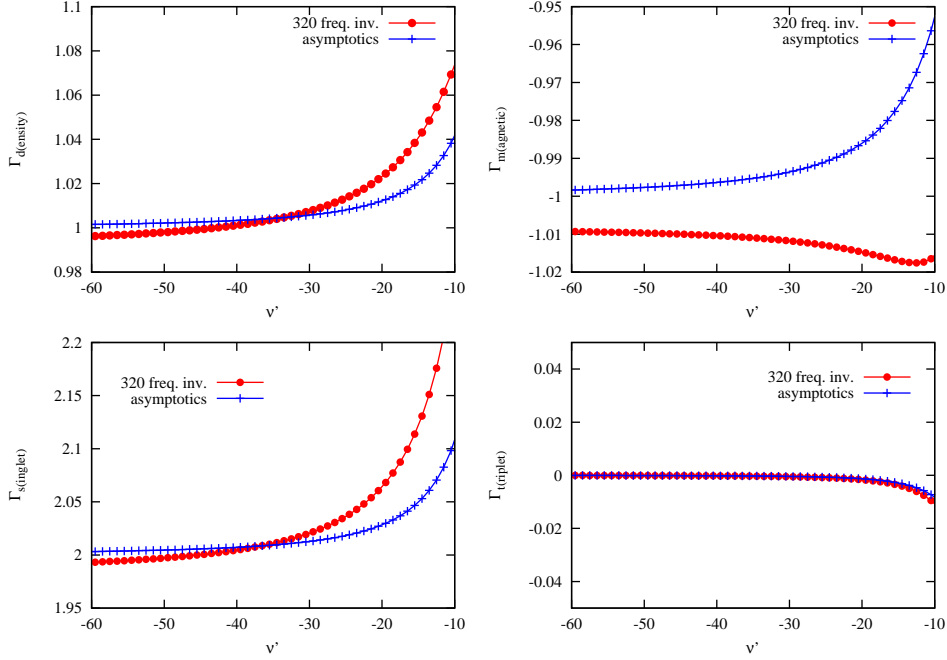 1.1
1.08
1.06
1.04
1.02
1
0.98
Γd(ensity)
320 freq. inv.
asymptotics
-60 -50 -40 -30 -20 -10
ν'
-0.95
-0.96
-0.97
-0.98
-0.99
-1
-1.01
-1.02
Γm(agnetic)
320 freq. inv.
asymptotics
-60 -50 -40 -30 -20 -10
ν'
2.2
2.15
2.1
2.05
2
1.95
Γs(inglet)
320 freq. inv.
asymptotics
-60 -50 -40 -30 -20 -10
ν'
0.04
0.02
0
-0.02
-0.04
Γt(riplet)
320 freq. inv.
asymptotics
-60 -50 -40 -30 -20 -10
ν'